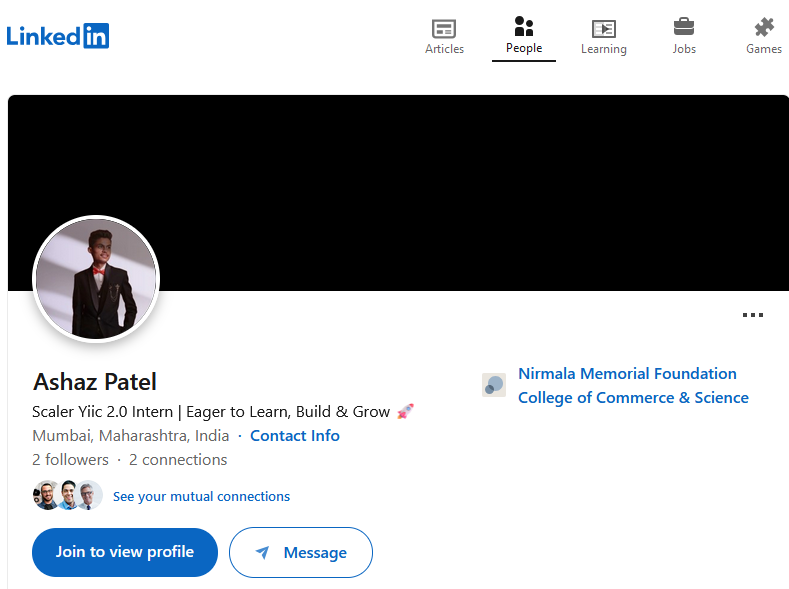 Linkedin
Articles
People
Learning
Jobs
Games
Ashaz Patel
Nirmala Memorial Foundation
College of Commerce & Science
Scaler Yiic 2.0 Intern | Eager to Learn, Build & Grow 🚀
Mumbai, Maharashtra, India · Contact Info
2 followers · 2 connections
See your mutual connections
Join to view profile
Message